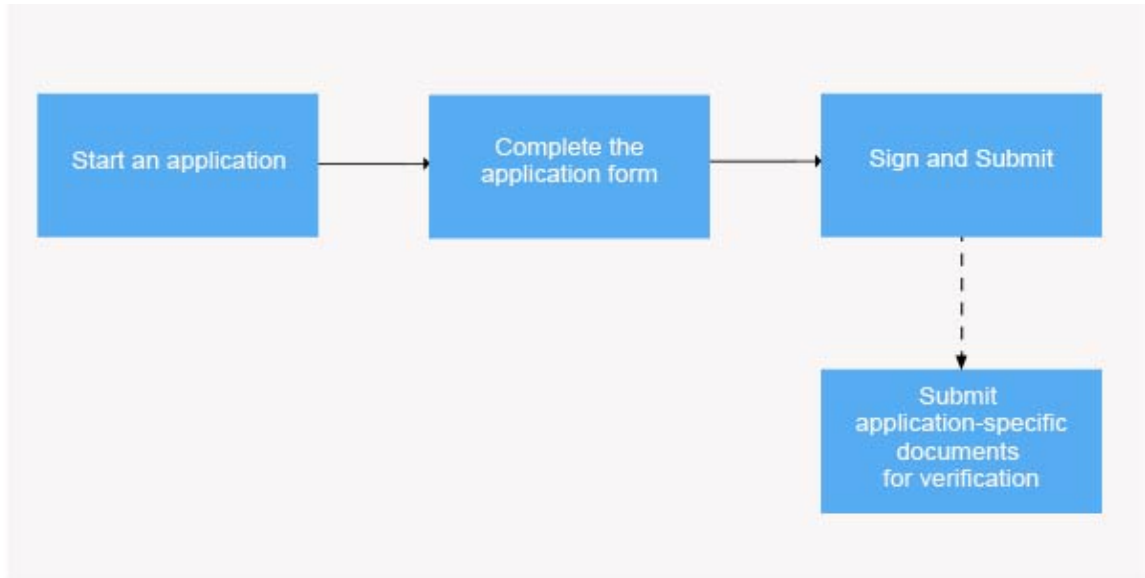 Start an application
Complete the
application form
Sign and Submit
Submit
application-specific
documents
for verification